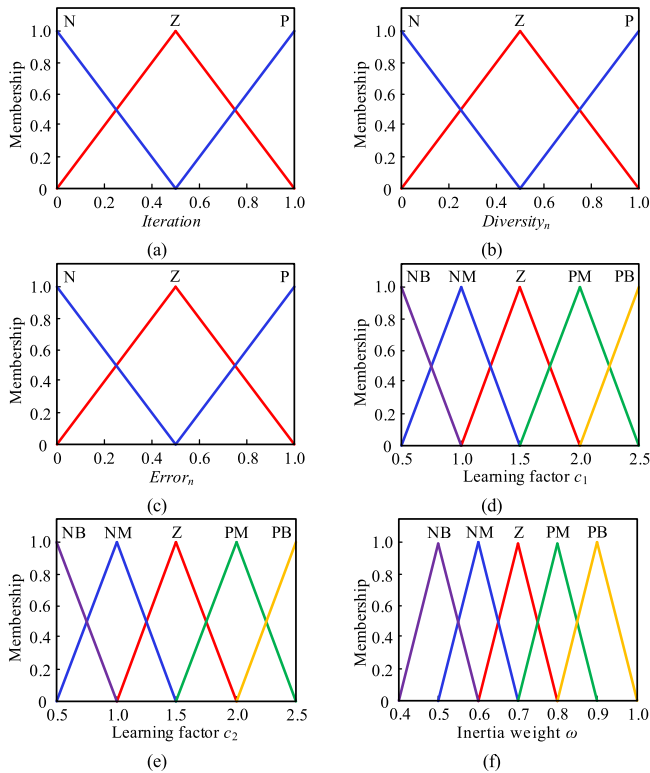 N Z P
1.0
0.8
0.6
0.4
0.2
0
Membership
0 0.2 0.4 0.6 0.8 1.0
Iteration
(a)
N Z P
1.0
0.8
0.6
0.4
0.2
0
Membership
0 0.2 0.4 0.6 0.8 1.0
Diversityn
(b)
N Z P
1.0
0.8
0.6
0.4
0.2
0
Membership
0 0.2 0.4 0.6 0.8 1.0
Errorn
(c)
NB NM Z PM PB
1.0
0.8
0.6
0.4
0.2
0
Membership
0.5 1.0 1.5 2.0 2.5
Learning factor c1
(d)
NB NM Z PM PB
1.0
0.8
0.6
0.4
0.2
0
Membership
0.5 1.0 1.5 2.0 2.5
Learning factor c2
(e)
NB NM Z PM PB
1.0
0.8
0.6
0.4
0.2
0
Membership
0.4 0.5 0.6 0.7 0.8 0.9 1.0
Inertia weight ω
(f)